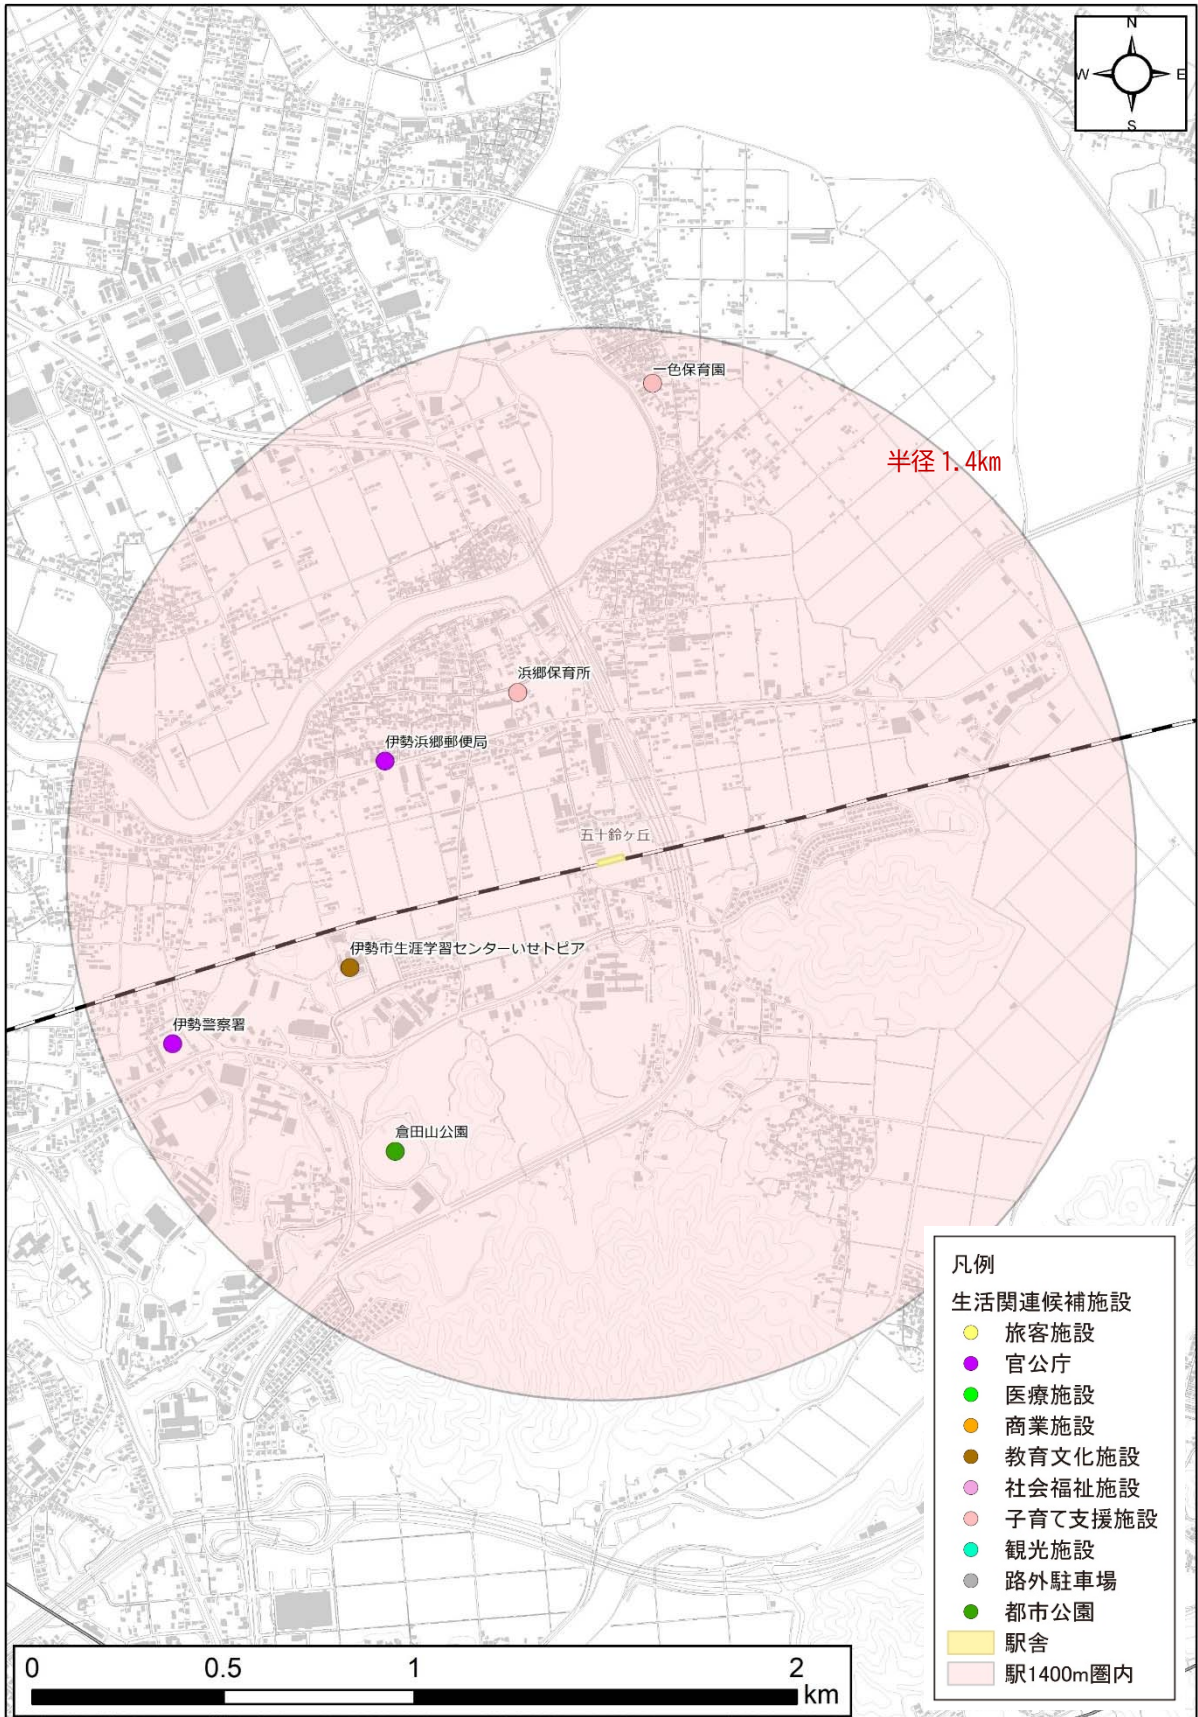 N
W
E
S
一色保育園
半径1.4km
浜郷保育所
伊勢浜郷郵便局
五十鈴ヶ丘
伊勢市生涯学習センターいせトピア
伊勢警察署
倉田山公園
凡例
生活関連候補施設
旅客施設
官公庁
医療施設
商業施設
教育文化施設
社会福祉施設
子育て支援施設
観光施設
路外駐車場
都市公園
駅舎
駅1400m圏内
0 0.5 1 2
km